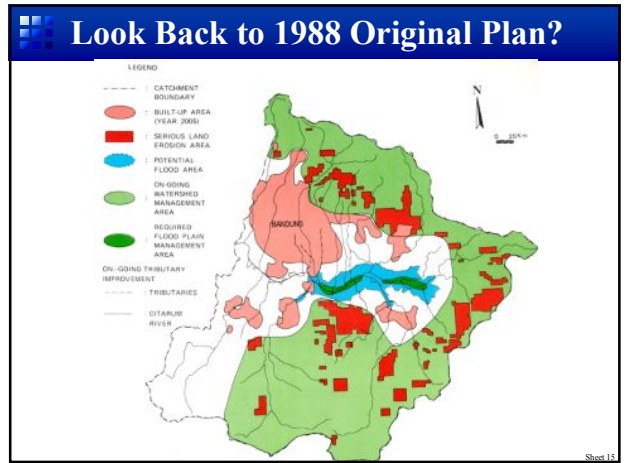 Look Back to 1988 Original Plan?
LEGEND
: CATCHMENT
BOUNDARY
: BUILT-UP AREA
(YEAR 2005)
: SERIOUS LAND
EROSION AREA
: POTENTIAL
FLOOD AREA
: ON-GOING
WATERSHED
MANAGEMENT
AREA
: REQUIRED
FLOOD PLAIN
MANAGEMENT
AREA
ON-GOING TRIBUTARY
IMPROVEMENT
: TRIBUTARIES
: CITARUM
RIVER
N
BANDUNG
Sheet 15